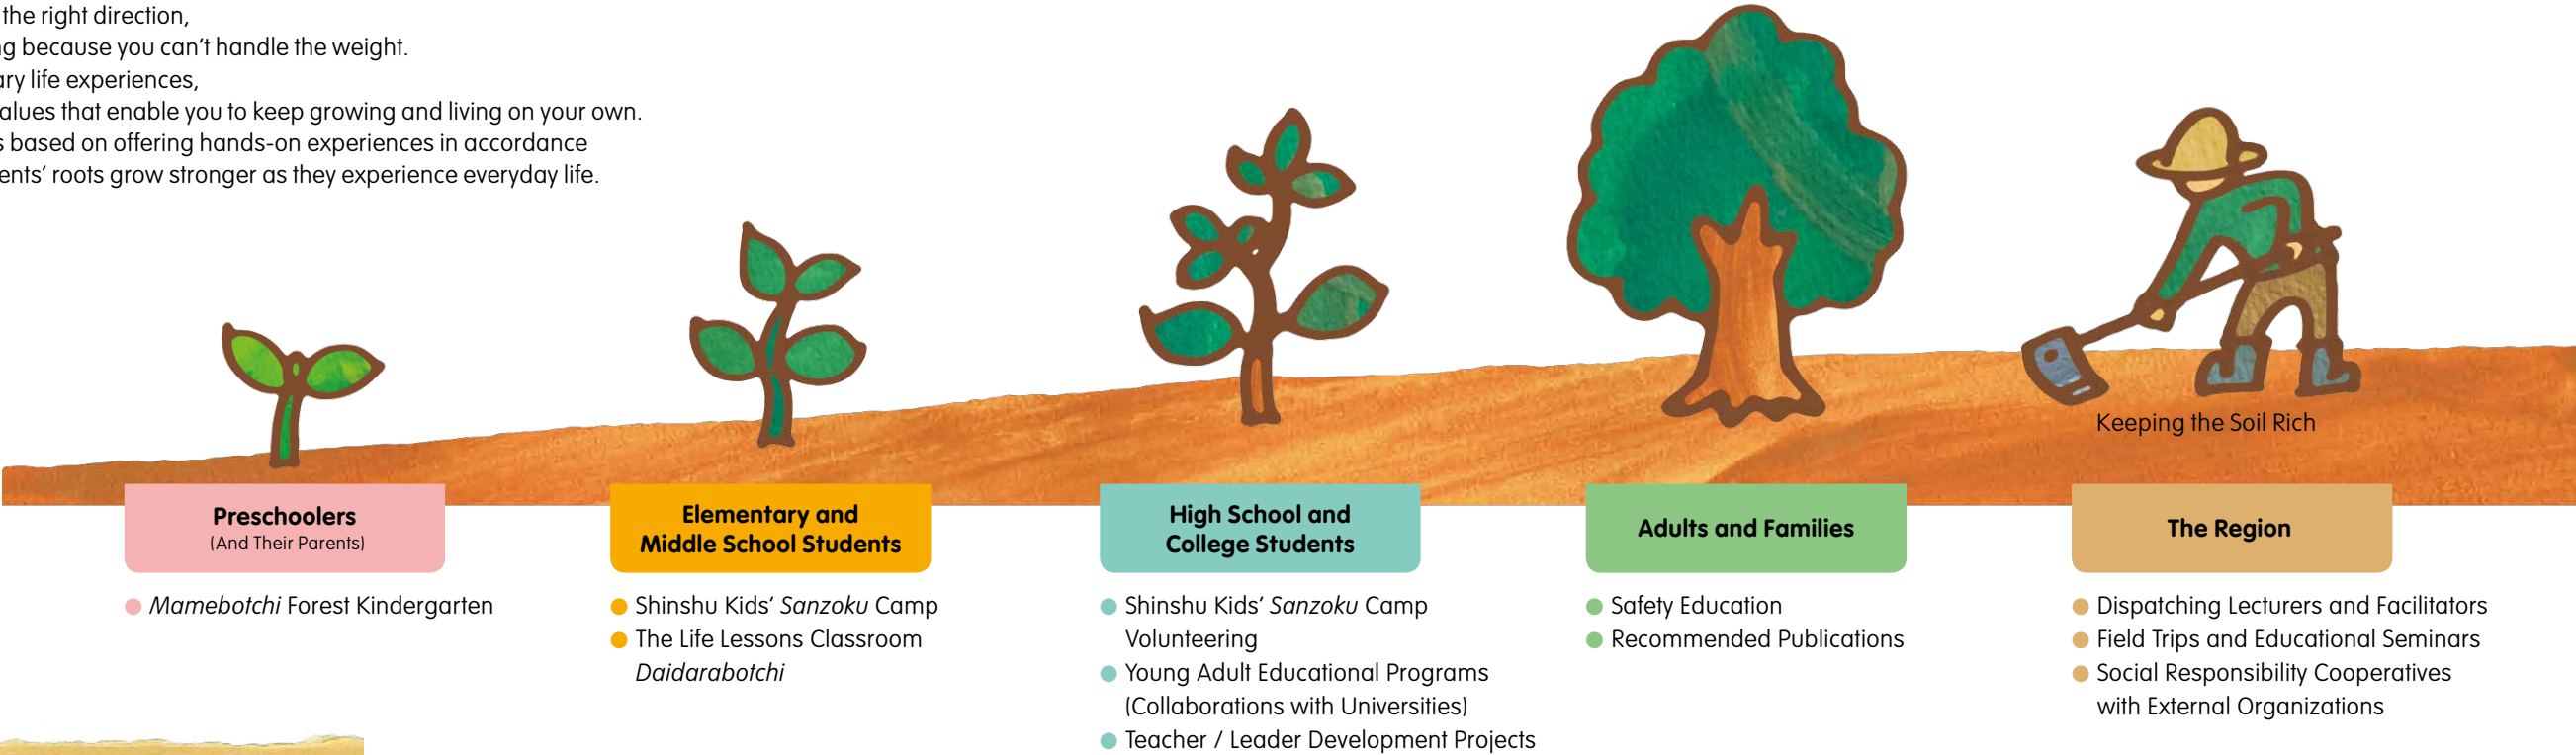 the right direction,
because you can't handle the weight.
life experiences,
that enable you to keep growing and living on your own.
based on offering hands-on experiences in accordance
roots grow stronger as they experience everyday life.
Keeping the Soil Rich
Preschoolers
(And Their Parents)
Mamebotchi Forest Kindergarten
Elementary and
Middle School Students
Shinshu Kids' Sanzoku Camp
The Life Lessons Classroom
Daidarabotchi
High School and
College Students
Shinshu Kids' Sanzoku Camp
Volunteering
Young Adult Educational Programs
(Collaborations with Universities)
Teacher / Leader Development Projects
Adults and Families
Safety Education
Recommended Publications
The Region
Dispatching Lecturers and Facilitators
Field Trips and Educational Seminars
Social Responsibility Cooperatives
with External Organizations